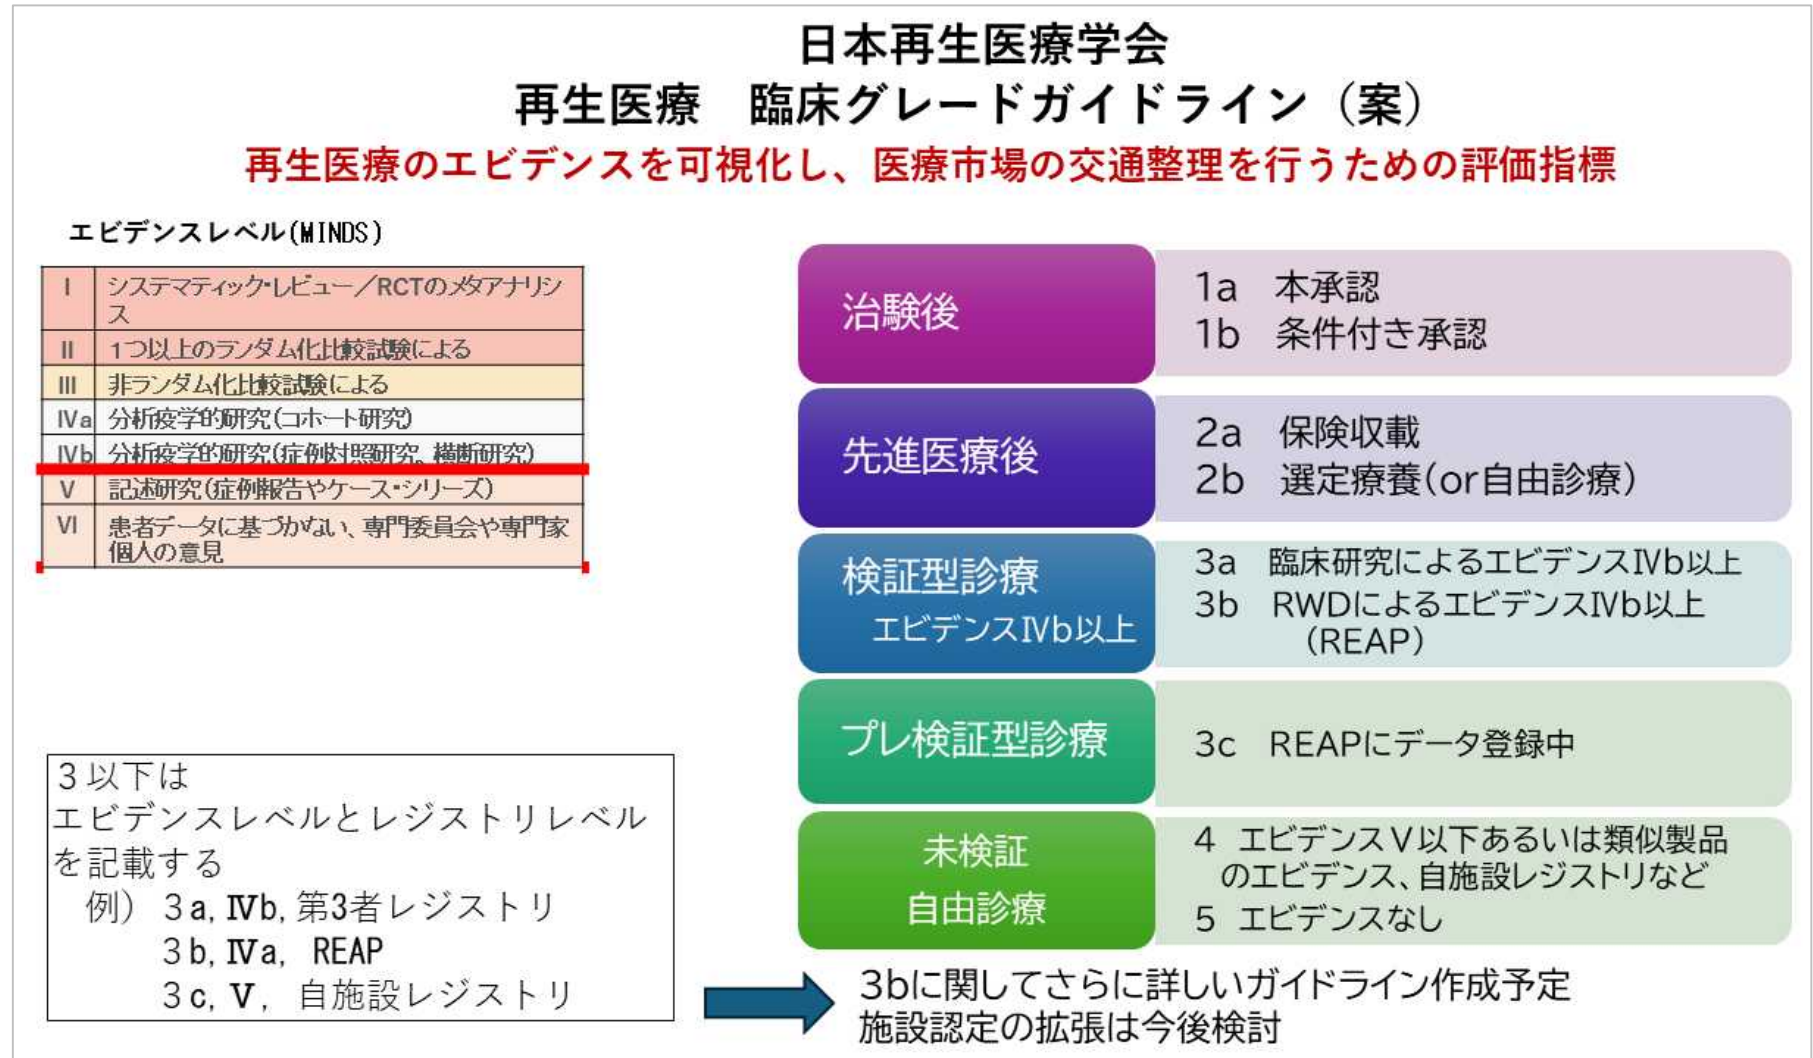 日本再生医療学会
再生医療　臨床グレードガイドライン（案）
再生医療のエビデンスを可視化し、医療市場の交通整理を行うための評価指標
エビデンスレベル(MINDS)
I　システマティック・レビュー／RCTのメタアナリシ
ス
II　1つ以上のランダム化比較試験による
III　非ランダム化比較試験による
IVa　分析疫学的研究(コホート研究)
IVb　分析疫学的研究(症例対照研究、横断研究)
V　記述研究(症例報告やケース・シリーズ)
VI　患者データに基づかない、専門委員会や専門家
個人の意見
3以下は
エビデンスレベルとレジストリレベル
を記載する
例） 3a, Ⅳb, 第3者レジストリ
3b, Ⅳa, REAP
3c, Ⅴ, 自施設レジストリ
治験後
1a　本承認
1b　条件付き承認
先進医療後
2a　保険収載
2b　選定療養(or自由診療)
検証型診療
エビデンスⅣb以上
3a　臨床研究によるエビデンスⅣb以上
3b　RWDによるエビデンスⅣb以上
（REAP）
プレ検証型診療
3c　REAPにデータ登録中
未検証
自由診療
4　エビデンスⅤ以下あるいは類似製品
のエビデンス、自施設レジストリなど
5　エビデンスなし
3bに関してさらに詳しいガイドライン作成予定
施設認定の拡張は今後検討